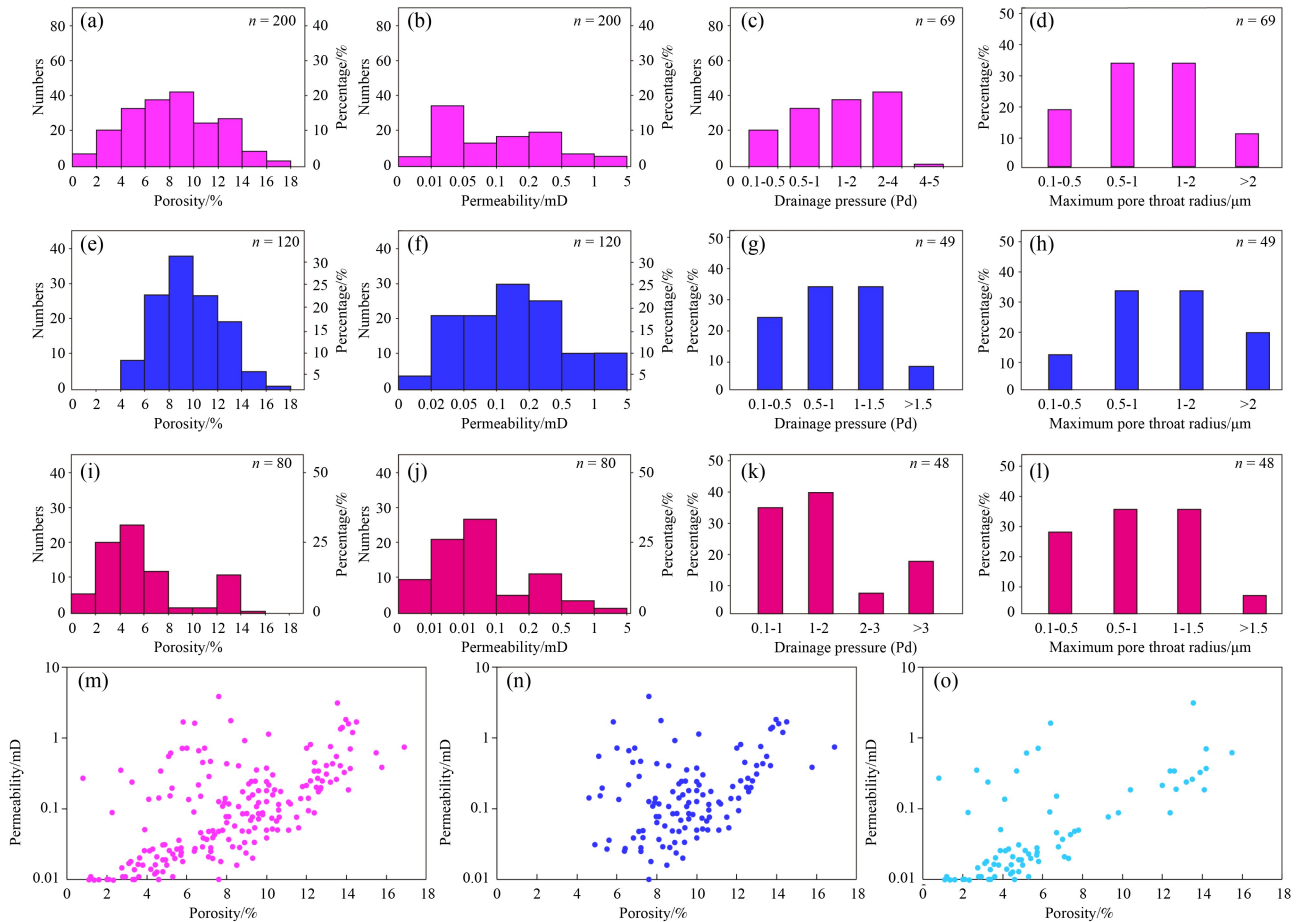 (a) n = 200
80
60
40
20
0
Numbers
40
30
20
10
0
Percentage/%
0 2 4 6 8 10 12 14 16 18
Porosity/%
(b) n = 200
80
60
40
20
0
Numbers
40
30
20
10
0
Percentage/%
0 0.01 0.05 0.1 0.2 0.5 1 5
Permeability/mD
(c) n = 69
80
60
40
20
0
Numbers
0 0.1-0.5 0.5-1 1-2 2-4 4-5
Drainage pressure (Pd)
(d) n = 69
50
40
30
20
10
0
Percentage/%
0.1-0.5 0.5-1 1-2 >2
Maximum pore throat radius/μm
(e) n = 120
40
30
20
10
0
Numbers
30
25
20
15
10
5
Percentage/%
0 2 4 6 8 10 12 14 16 18
Porosity/%
(f) n = 120
40
30
20
10
0
Numbers
30
25
20
15
10
5
Percentage/%
0 0.02 0.05 0.1 0.2 0.5 1 5
Permeability/mD
(g) n = 49
50
40
30
20
10
0
Percentage/%
0.1-0.5 0.5-1 1-1.5 >1.5
Drainage pressure (Pd)
(h) n = 49
50
40
30
20
10
0
Percentage/%
0.1-0.5 0.5-1 1-2 >2
Maximum pore throat radius/μm
(i) n = 80
40
30
20
10
0
Numbers
50
25
0
Percentage/%
0 2 4 6 8 10 12 14 16 18
Porosity/%
(j) n = 80
40
30
20
10
0
Numbers
50
25
0
Percentage/%
0 0.01 0.01 0.1 0.2 0.5 1 5
Permeability/mD
(k) n = 48
50
40
30
20
10
0
Percentage/%
0.1-1 1-2 2-3 >3
Drainage pressure (Pd)
(l) n = 48
50
40
30
20
10
0
Percentage/%
0.1-0.5 0.5-1 1-1.5 >1.5
Maximum pore throat radius/μm
(m)
10
1
0.1
0.01
Permeability/mD
0 2 4 6 8 10 12 14 16 18
Porosity/%
(n)
10
1
0.1
0.01
Permeability/mD
0 2 4 6 8 10 12 14 16 18
Porosity/%
(o)
10
1
0.1
0.01
Permeability/mD
0 2 4 6 8 10 12 14 16 18
Porosity/%